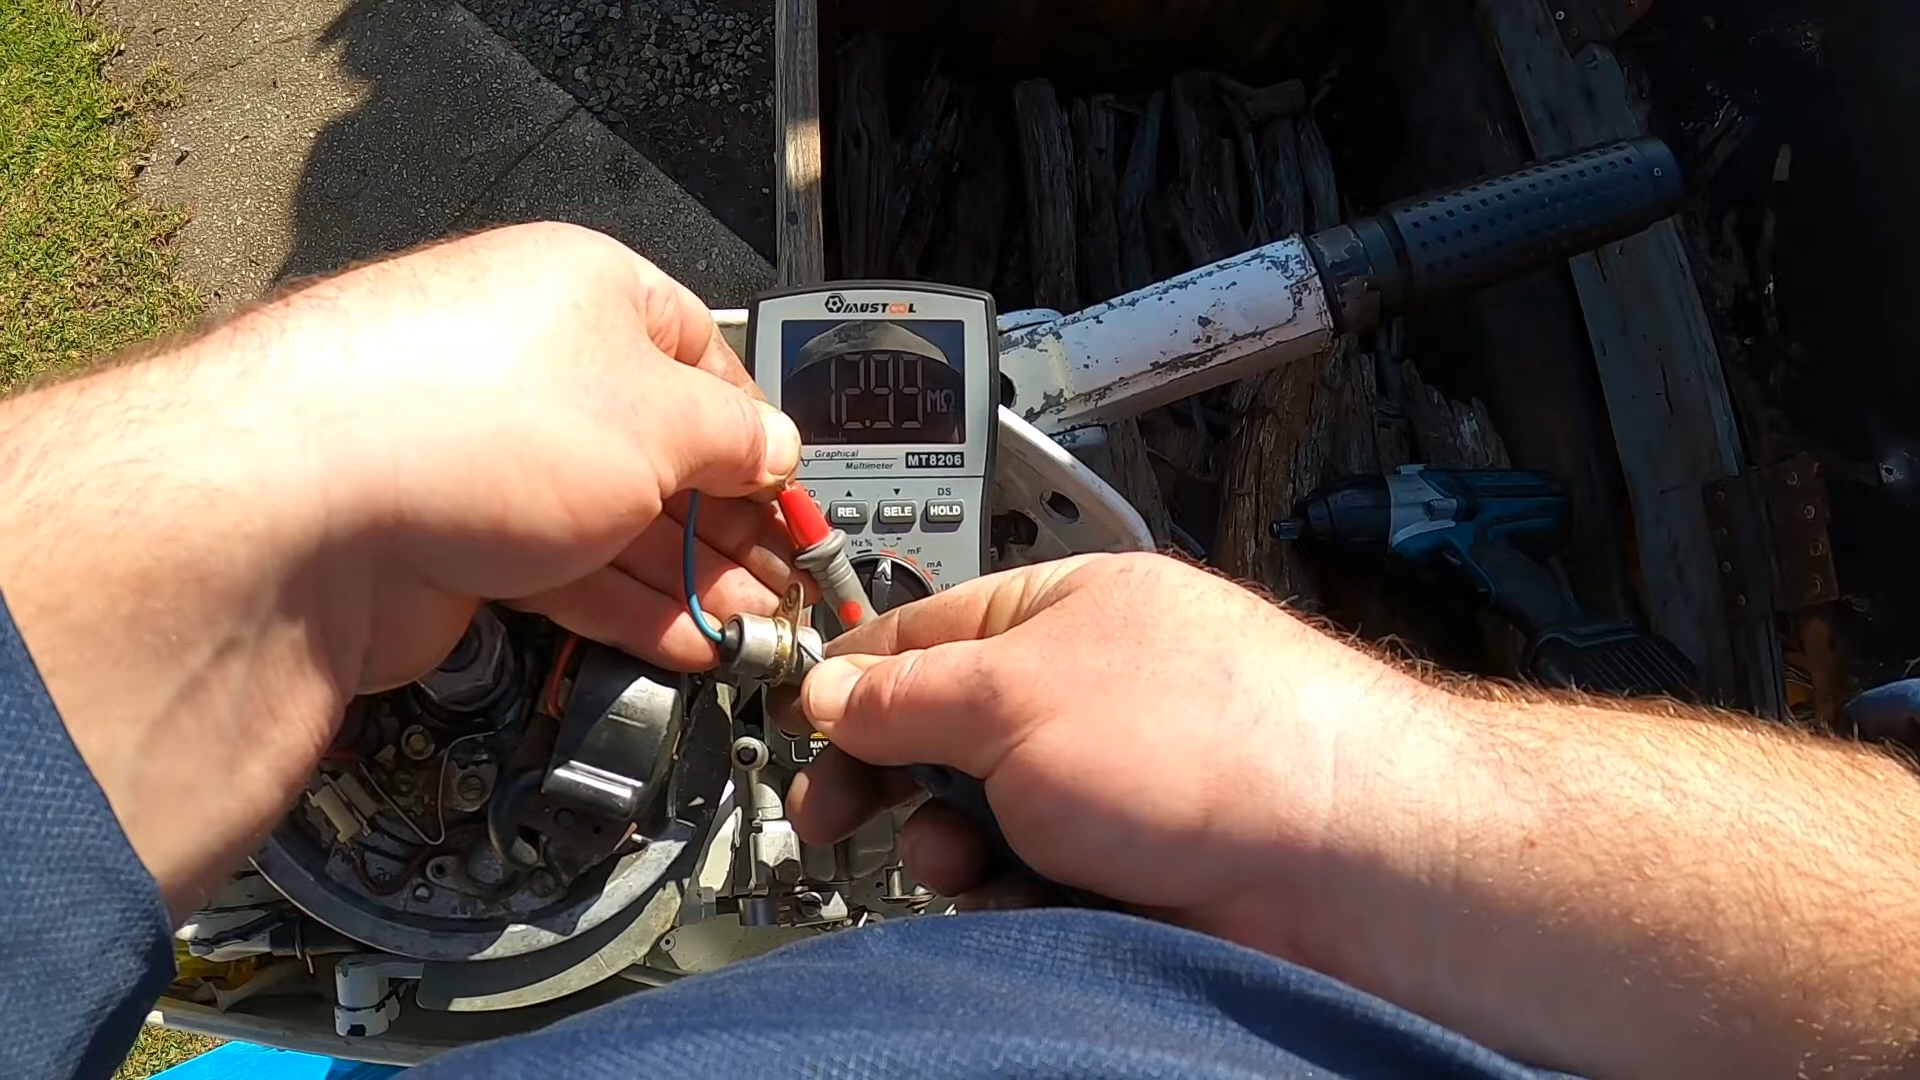 MUSTOOL
12.99 MΩ
Graphical
Multimeter MT8206
▲ ▼ DS
REL SELE HOLD
Hz% mF
mA